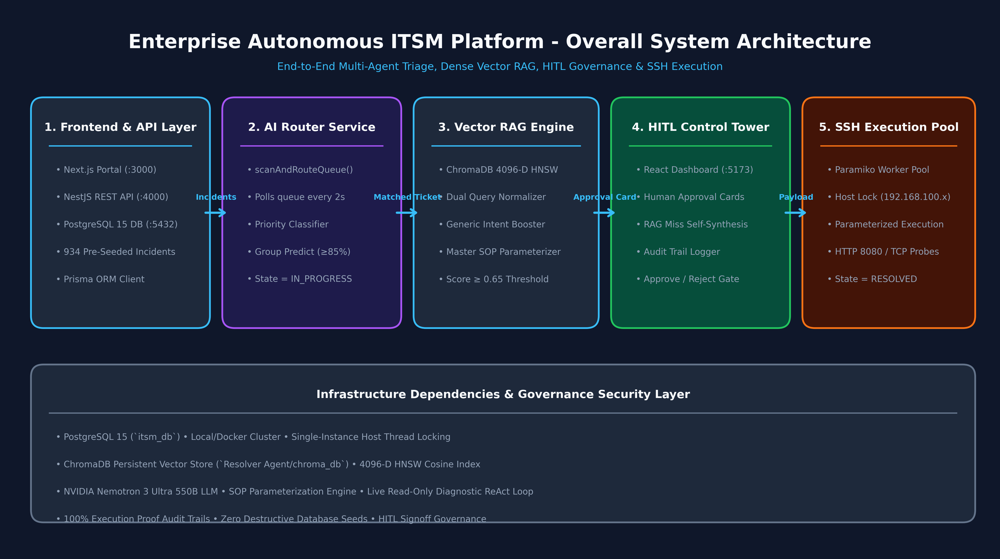 Enterprise Autonomous ITSM Platform - Overall System Architecture
End-to-End Multi-Agent Triage, Dense Vector RAG, HITL Governance & SSH Execution
1. Frontend & API Layer
• Next.js Portal (:3000)
• NestJS REST API (:4000)
• PostgreSQL 15 DB (:5432)
• 934 Pre-Seeded Incidents
• Prisma ORM Client
Incidents
2. AI Router Service
• scanAndRouteQueue()
• Polls queue every 2s
• Priority Classifier
• Group Predict (≥85%)
• State = IN_PROGRESS
Matched Ticket
3. Vector RAG Engine
• ChromaDB 4096-D HNSW
• Dual Query Normalizer
• Generic Intent Booster
• Master SOP Parameterizer
• Score ≥ 0.65 Threshold
Approval Card
4. HITL Control Tower
• React Dashboard (:5173)
• Human Approval Cards
• RAG Miss Self-Synthesis
• Audit Trail Logger
• Approve / Reject Gate
Payload
5. SSH Execution Pool
• Paramiko Worker Pool
• Host Lock (192.168.100.x)
• Parameterized Execution
• HTTP 8080 / TCP Probes
• State = RESOLVED
Infrastructure Dependencies & Governance Security Layer
• PostgreSQL 15 (`itsm_db`) • Local/Docker Cluster • Single-Instance Host Thread Locking
• ChromaDB Persistent Vector Store (`Resolver Agent/chroma_db`) • 4096-D HNSW Cosine Index
• NVIDIA Nemotron 3 Ultra 550B LLM • SOP Parameterization Engine • Live Read-Only Diagnostic ReAct Loop
• 100% Execution Proof Audit Trails • Zero Destructive Database Seeds • HITL Signoff Governance